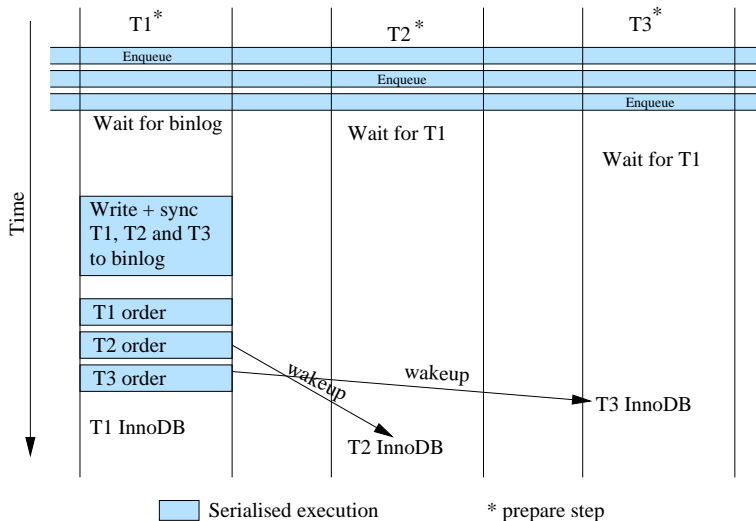 T1*
T2*
T3*
Enqueue
Enqueue
Enqueue
Wait for binlog
Wait for T1
Wait for T1
Time
Write + sync
T1, T2 and T3
to binlog
T1 order
T2 order
T3 order
wakeup
wakeup
T3 InnoDB
T1 InnoDB
T2 InnoDB
Serialised execution
* prepare step